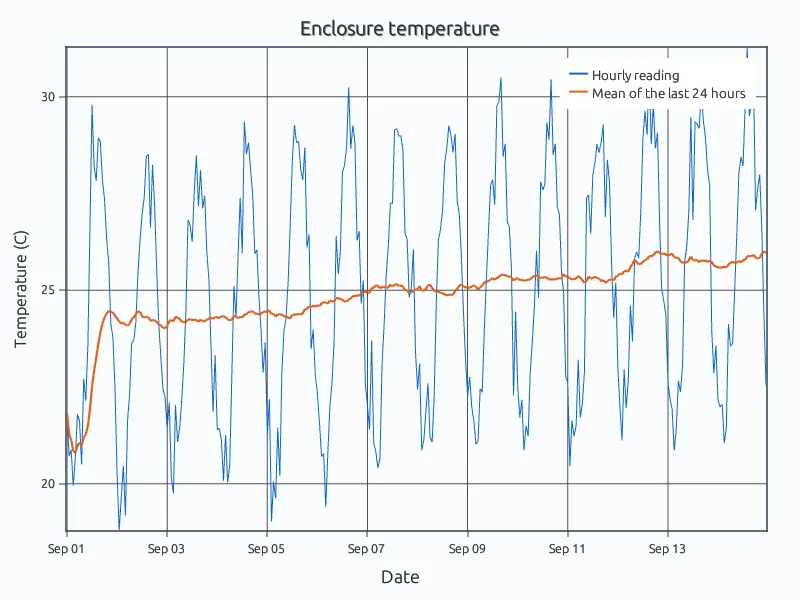 Enclosure temperature
Hourly reading
Mean of the last 24 hours
Temperature (C)
30
25
20
Sep 01
Sep 03
Sep 05
Sep 07
Sep 09
Sep 11
Sep 13
Date